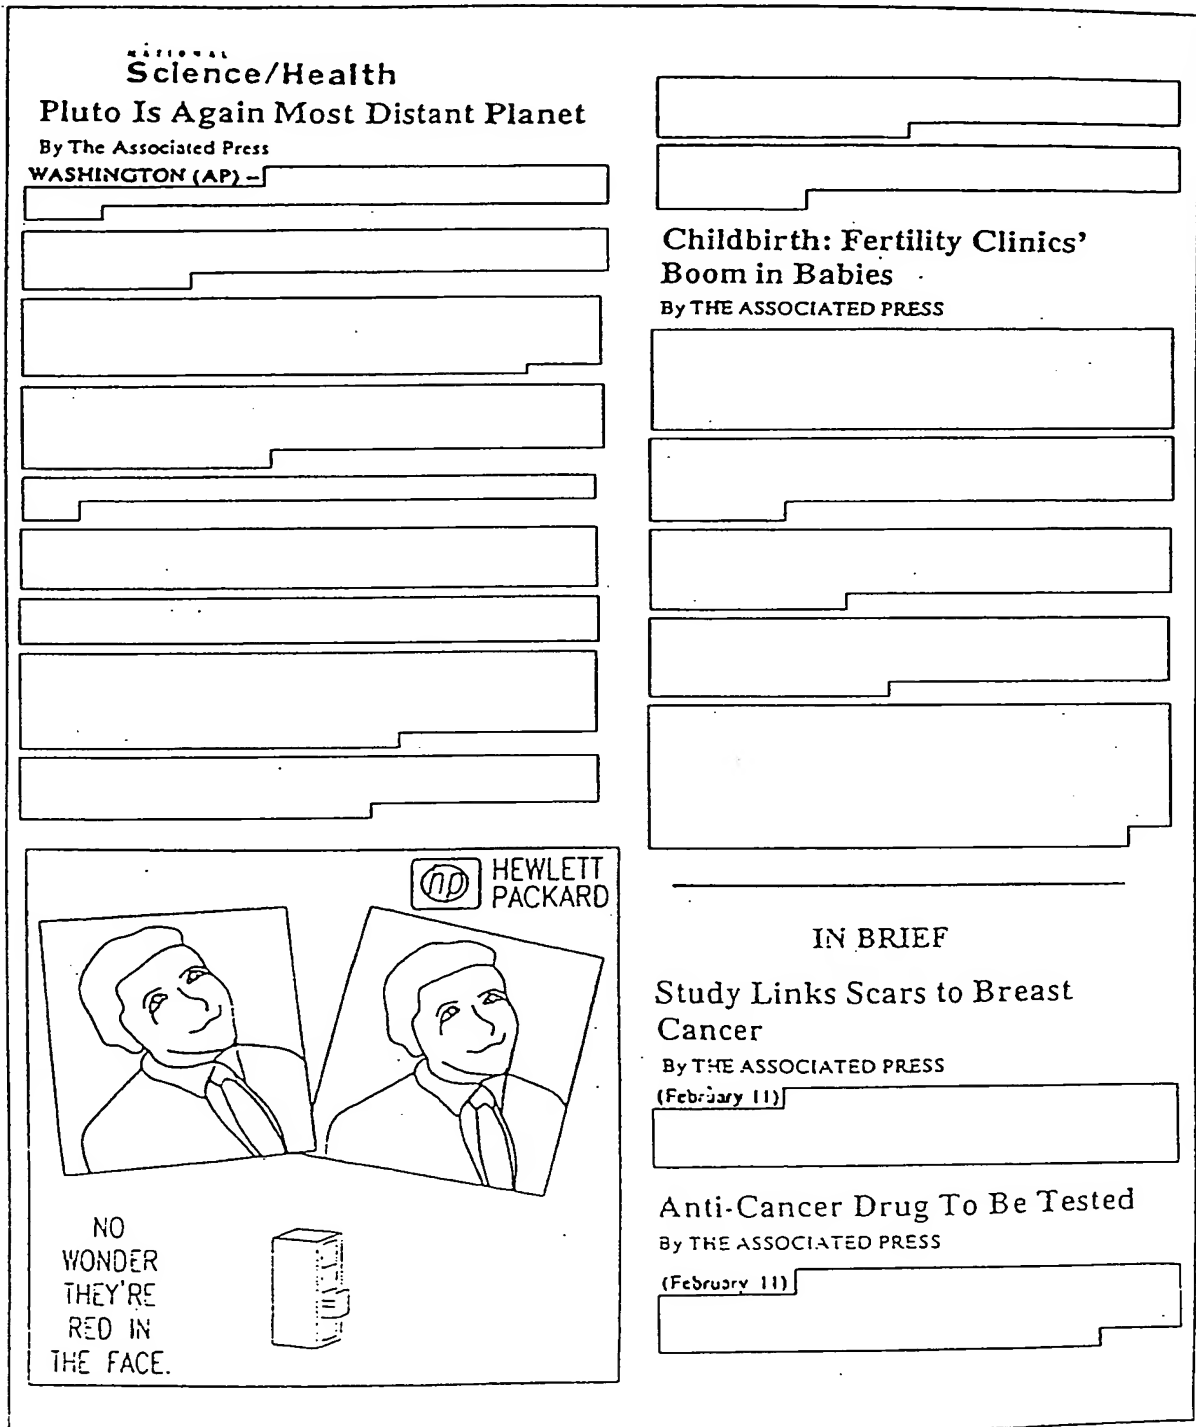 NATIONAL
Science/Health
Pluto Is Again Most Distant Planet
By The Associated Press
WASHINGTON (AP) –
Childbirth: Fertility Clinics'
Boom in Babies
By THE ASSOCIATED PRESS
hp HEWLETT
PACKARD
NO
WONDER
THEY'RE
RED IN
THE FACE.
IN BRIEF
Study Links Scars to Breast
Cancer
By THE ASSOCIATED PRESS
(February 11)
Anti-Cancer Drug To Be Tested
By THE ASSOCIATED PRESS
(February 11)